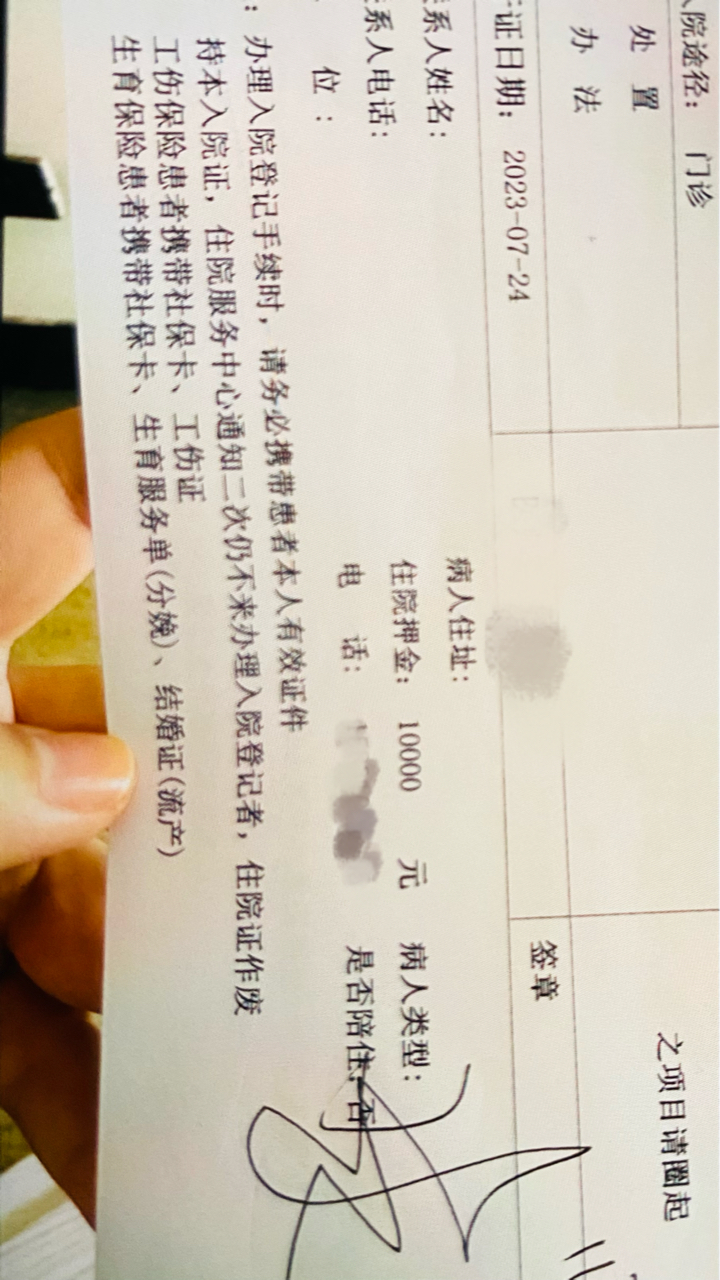 院途径： 门诊
处 置
办 法
之项目请圈起
证日期： 2023-07-24
签章
系人姓名：
病人住址：
系人电话：
住院押金： 10000 元
病人类型：
位：
电 话：
是否陪住：否
：办理入院登记手续时，请务必携带患者本人有效证件
持本入院证，住院服务中心通知二次仍不来办理入院登记者，住院证作废
工伤保险患者携带社保卡、工伤证
生育保险患者携带社保卡、生育服务单(分娩)、结婚证(流产)